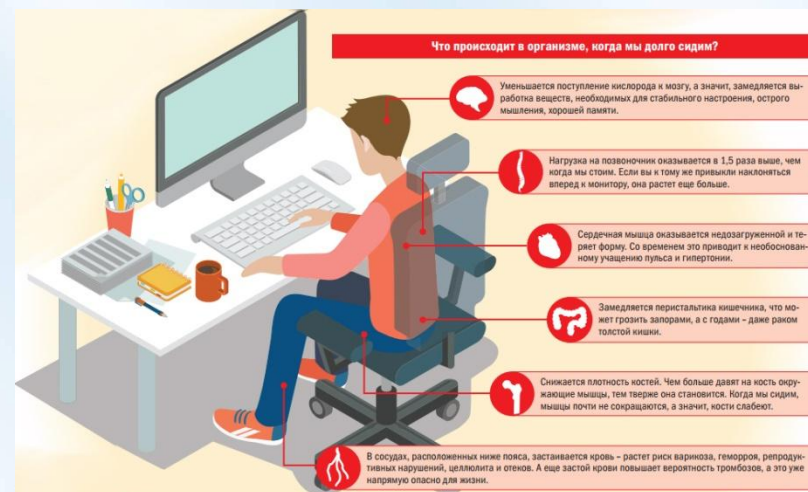 Что происходит в организме, когда мы долго сидим?
Уменьшается поступление кислорода к мозгу, а значит, замедляется вы-
работка веществ, необходимых для стабильного настроения, острого
мышления, хорошей памяти.
Нагрузка на позвоночник оказывается в 1,5 раза выше, чем
когда мы стоим. Если вы к тому же привыкли наклоняться
вперед к монитору, она растет еще больше.
Сердечная мышца оказывается недозагруженной и те-
ряет форму. Со временем это приводит к необоснован-
ному учащению пульса и гипертонии.
Замедляется перистальтика кишечника, что мо-
жет грозить запорами, а с годами – даже раком
толстой кишки.
Снижается плотность костей. Чем больше давят на кость окру-
жающие мышцы, тем тверже она становится. Когда мы сидим,
мышцы почти не сокращаются, а значит, кости слабеют.
В сосудах, расположенных ниже пояса, застаивается кровь – растет риск варикоза, геморроя, репродук-
тивных нарушений, целлюлита и отеков. А еще застой крови повышает вероятность тромбозов, а это уже
напрямую опасно для жизни.